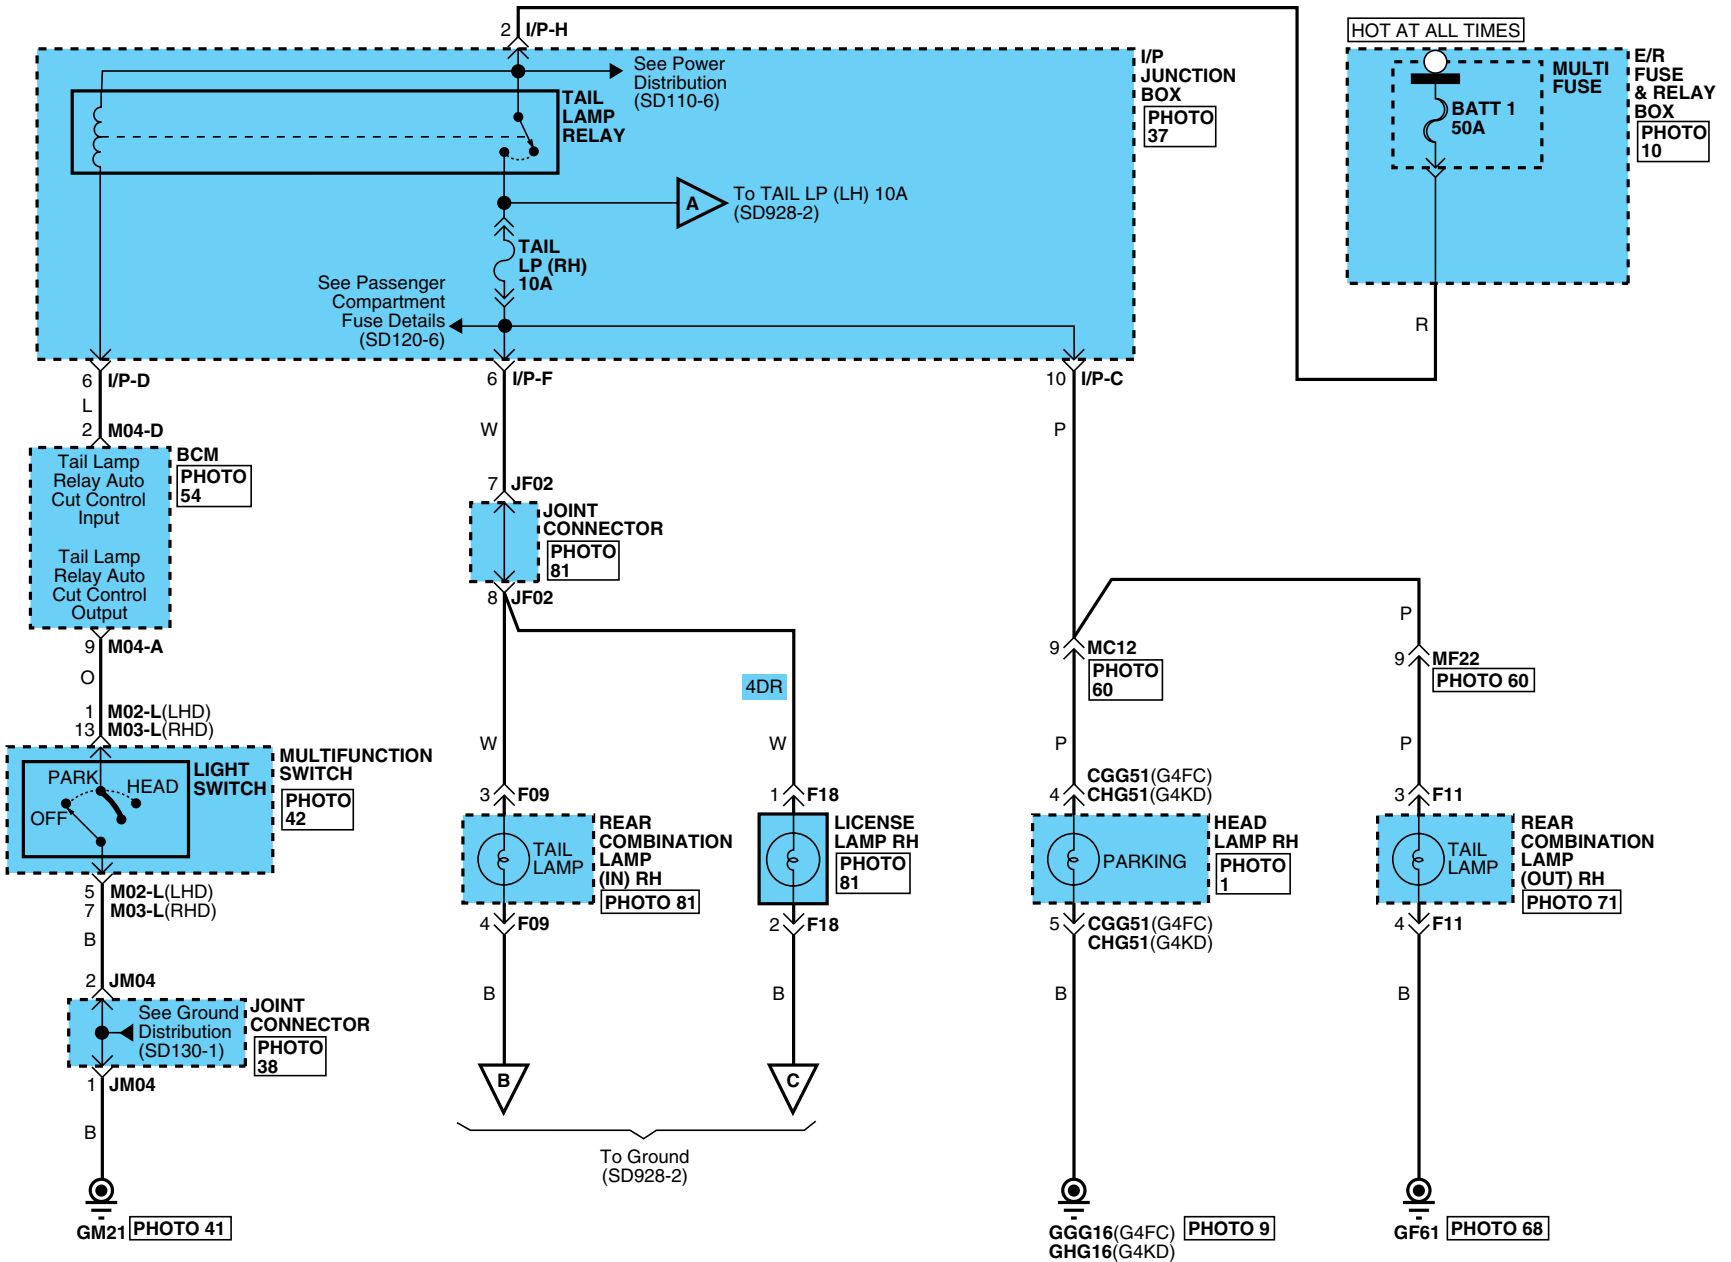 2 I/P-H
HOT AT ALL TIMES
See Power
Distribution
(SD110-6)
TAIL
LAMP
RELAY
I/P
JUNCTION
BOX
PHOTO
37
MULTI
FUSE
BATT 1
50A
E/R
FUSE
& RELAY
BOX
PHOTO
10
A
To TAIL LP (LH) 10A
(SD928-2)
TAIL
LP (RH)
10A
See Passenger
Compartment
Fuse Details
(SD120-6)
R
6 I/P-D
6 I/P-F
10 I/P-C
L
W
P
2 M04-D
Tail Lamp
Relay Auto
Cut Control
Input
Tail Lamp
Relay Auto
Cut Control
Output
BCM
PHOTO
54
7 JF02
JOINT
CONNECTOR
PHOTO
81
8 JF02
9 M04-A
O
4DR
9 MC12
PHOTO
60
P
9 MF22
PHOTO 60
1 M02-L(LHD)
13 M03-L(RHD)
PARK
HEAD
OFF
LIGHT
SWITCH
MULTIFUNCTION
SWITCH
PHOTO
42
W
W
P
P
3 F09
1 F18
CGG51(G4FC)
4 CHG51(G4KD)
3 F11
TAIL
LAMP
REAR
COMBINATION
LAMP
(IN) RH
PHOTO 81
LICENSE
LAMP RH
PHOTO
81
PARKING
HEAD
LAMP RH
PHOTO
1
TAIL
LAMP
REAR
COMBINATION
LAMP
(OUT) RH
PHOTO 71
5 M02-L(LHD)
7 M03-L(RHD)
4 F09
2 F18
5 CGG51(G4FC)
CHG51(G4KD)
4 F11
B
B
B
B
B
2 JM04
See Ground
Distribution
(SD130-1)
JOINT
CONNECTOR
PHOTO
38
1 JM04
B
B
C
To Ground
(SD928-2)
GM21 PHOTO 41
GGG16(G4FC)
GHG16(G4KD)
PHOTO 9
GF61 PHOTO 68